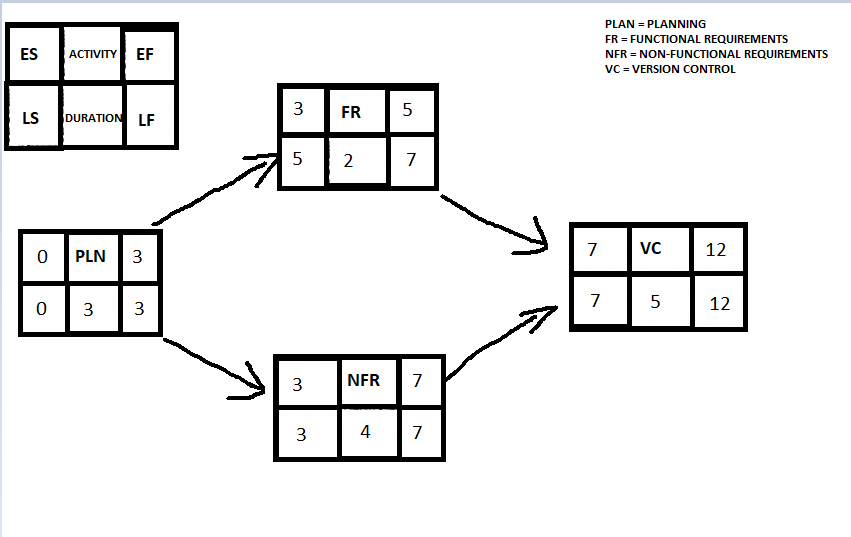 PLAN = PLANNING
FR = FUNCTIONAL REQUIREMENTS
NFR = NON-FUNCTIONAL REQUIREMENTS
VC = VERSION CONTROL
ES ACTIVITY EF
LS DURATION LF
3 FR 5
5 2 7
0 PLN 3
0 3 3
7 VC 12
7 5 12
3 NFR 7
3 4 7